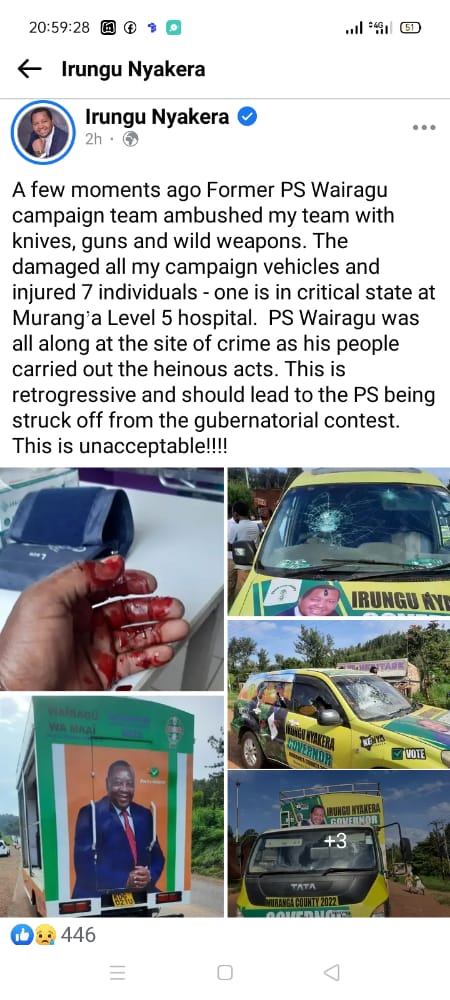 20:59:28
4G
51
Irungu Nyakera
Irungu Nyakera
2h ·
A few moments ago Former PS Wairagu
campaign team ambushed my team with
knives, guns and wild weapons. The
damaged all my campaign vehicles and
injured 7 individuals - one is in critical state at
Murang'a Level 5 hospital. PS Wairagu was
all along at the site of crime as his people
carried out the heinous acts. This is
retrogressive and should lead to the PS being
struck off from the gubernatorial contest.
This is unacceptable!!!!
IRUNGU NYA
WAIRAGU
WA MAAI
IRUNGU NYAKERA
GOVERNOR
VOTE
IRUNGU NYAKERA
GOVERNOR
+3
TATA
MURANGA COUNTY 2022
GOVERNOR
446